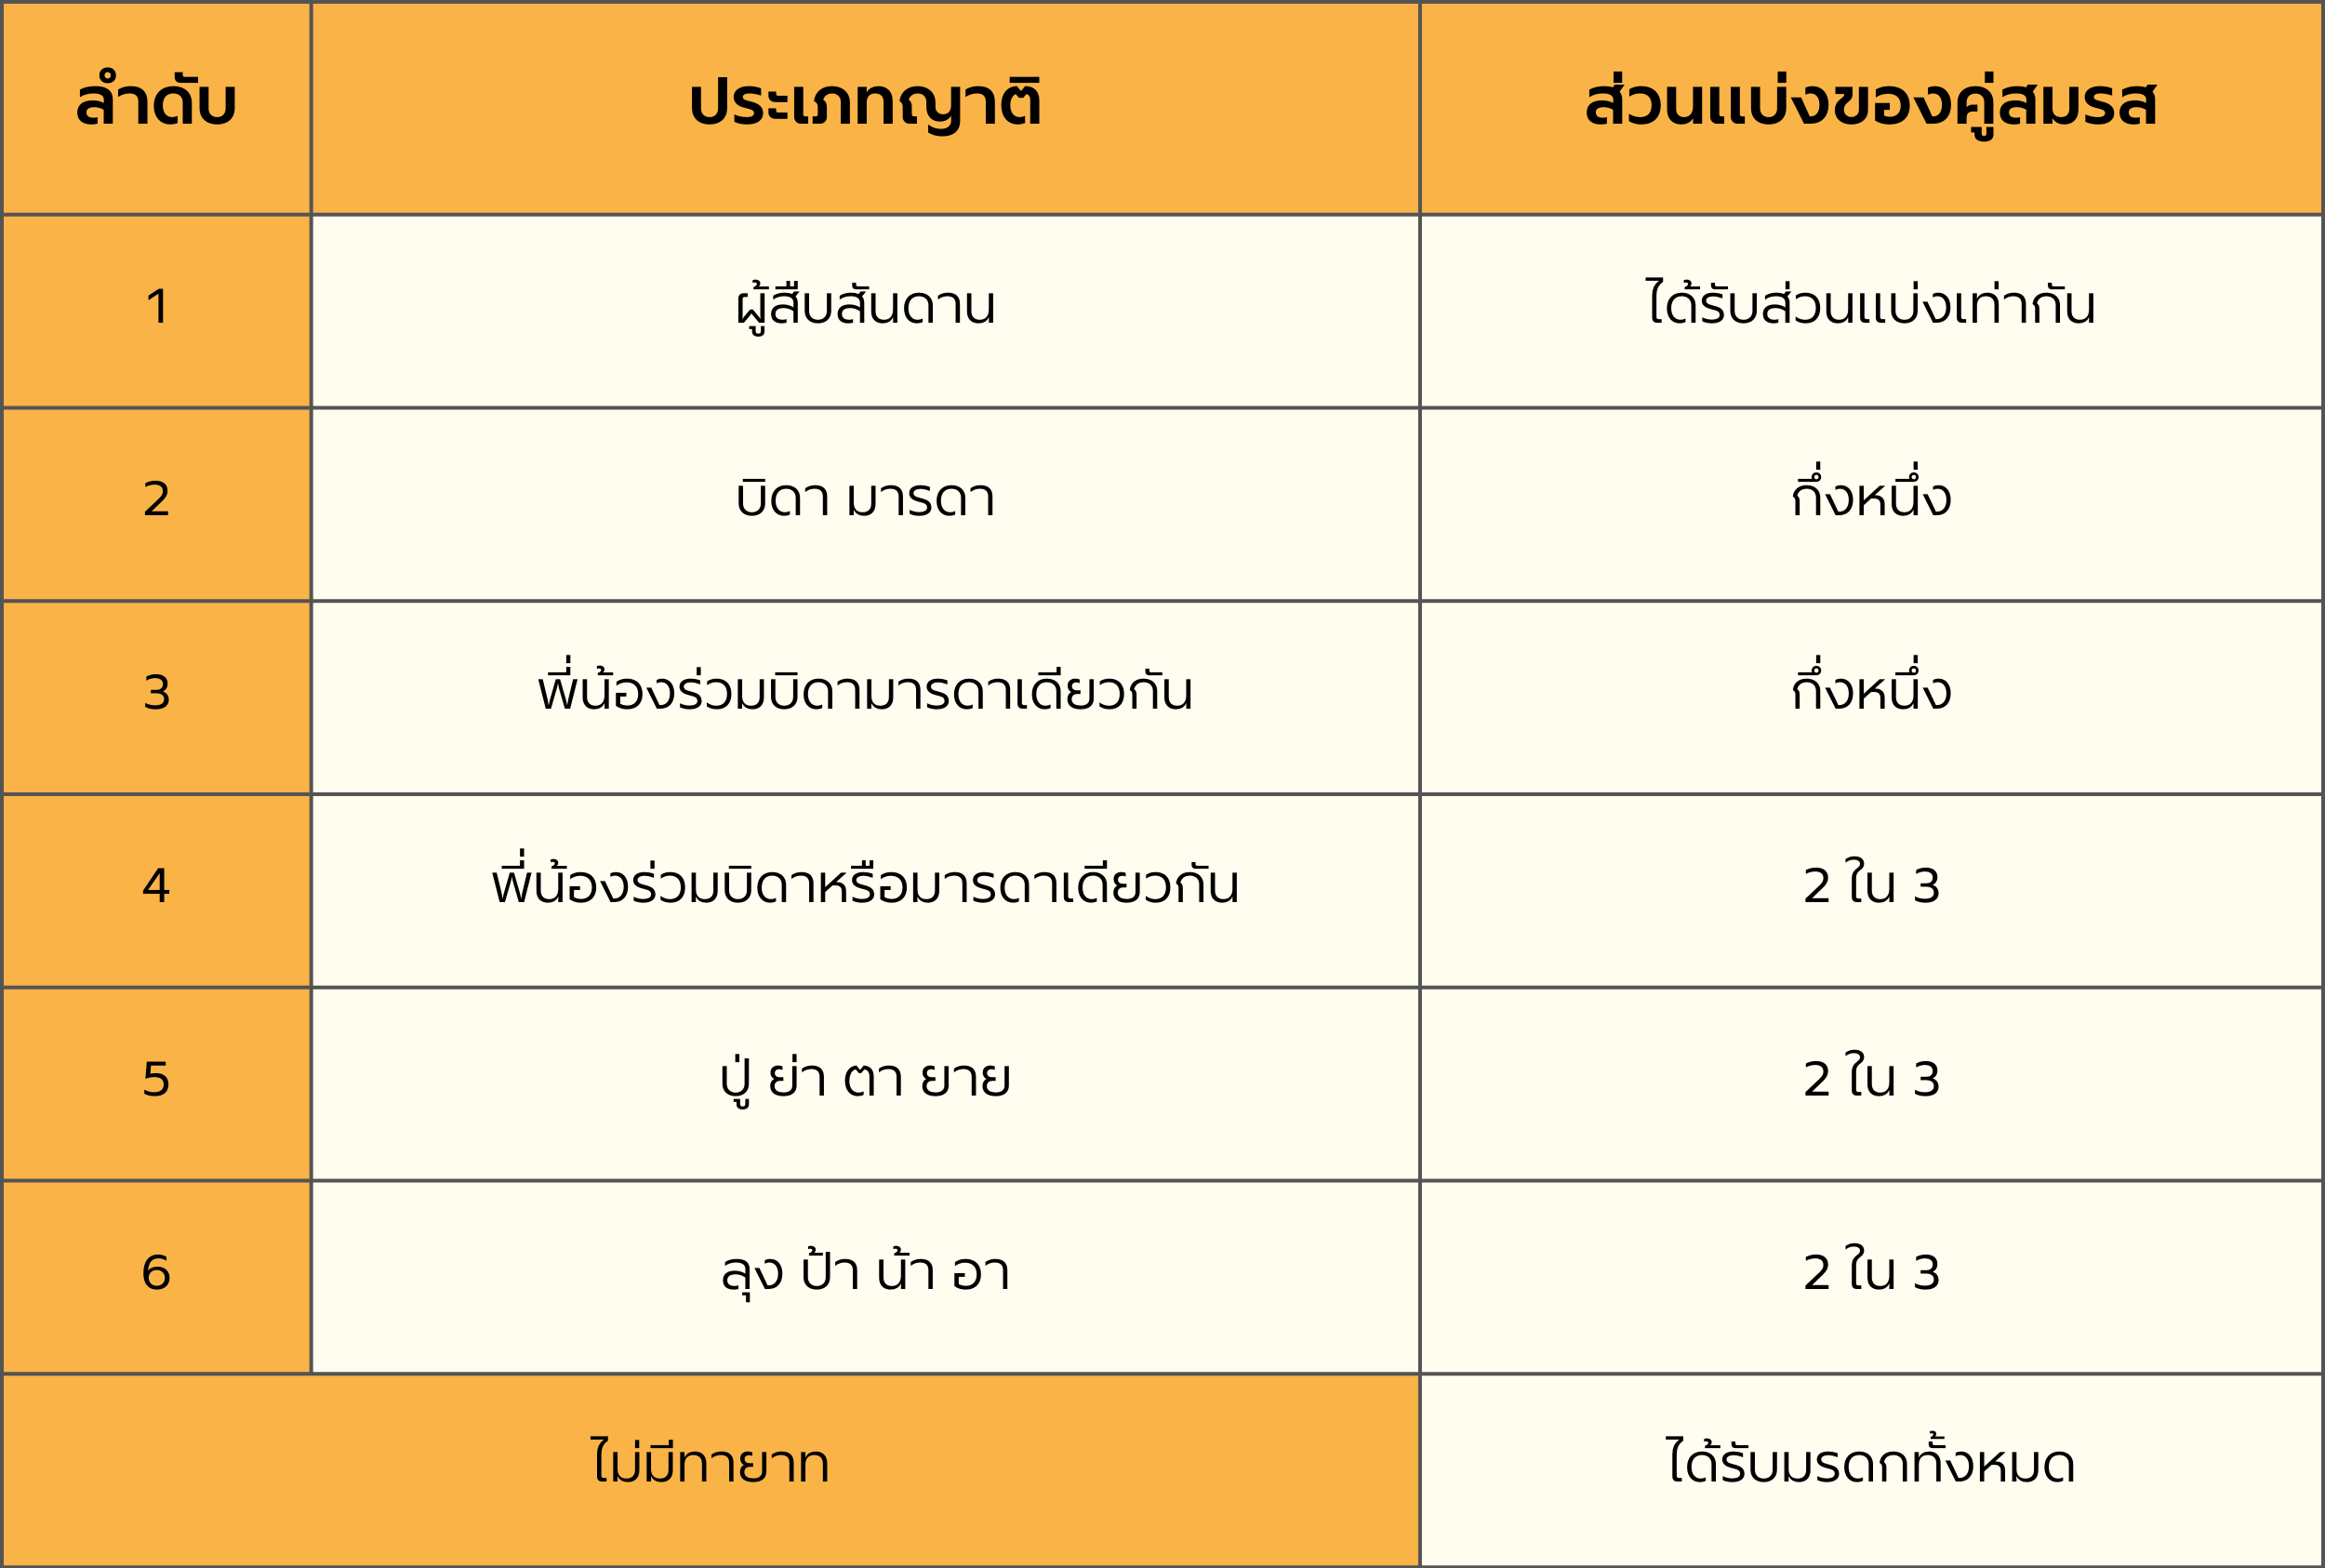 ลำดับ ประเภทญาติ ส่วนแบ่งของคู่สมรส
1 ผู้สืบสันดาน ได้รับส่วนแบ่งเท่ากัน
2 บิดา มารดา กึ่งหนึ่ง
3 พี่น้องร่วมบิดามารดาเดียวกัน กึ่งหนึ่ง
4 พี่น้องร่วมบิดาหรือมารดาเดียวกัน 2 ใน 3
5 ปู่ ย่า ตา ยาย 2 ใน 3
6 ลุง ป้า น้า อา 2 ใน 3
ไม่มีทายาท ได้รับมรดกทั้งหมด